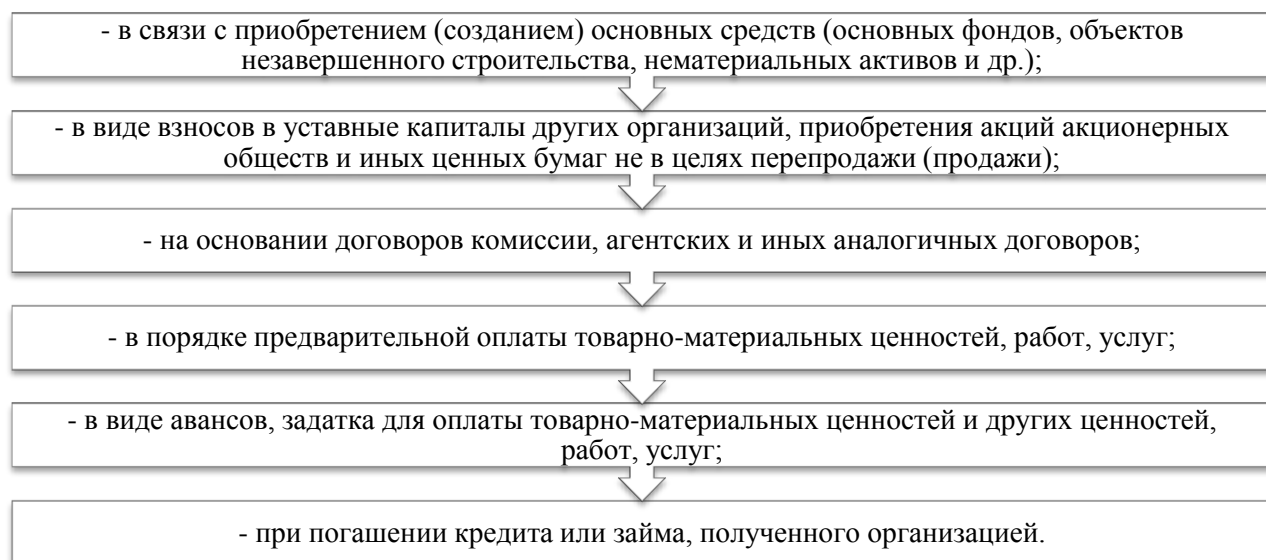 - в связи с приобретением (созданием) основных средств (основных фондов, объектов
незавершенного строительства, нематериальных активов и др.);
- в виде взносов в уставные капиталы других организаций, приобретения акций акционерных
обществ и иных ценных бумаг не в целях перепродажи (продажи);
- на основании договоров комиссии, агентских и иных аналогичных договоров;
- в порядке предварительной оплаты товарно-материальных ценностей, работ, услуг;
- в виде авансов, задатка для оплаты товарно-материальных ценностей и других ценностей,
работ, услуг;
- при погашении кредита или займа, полученного организацией.